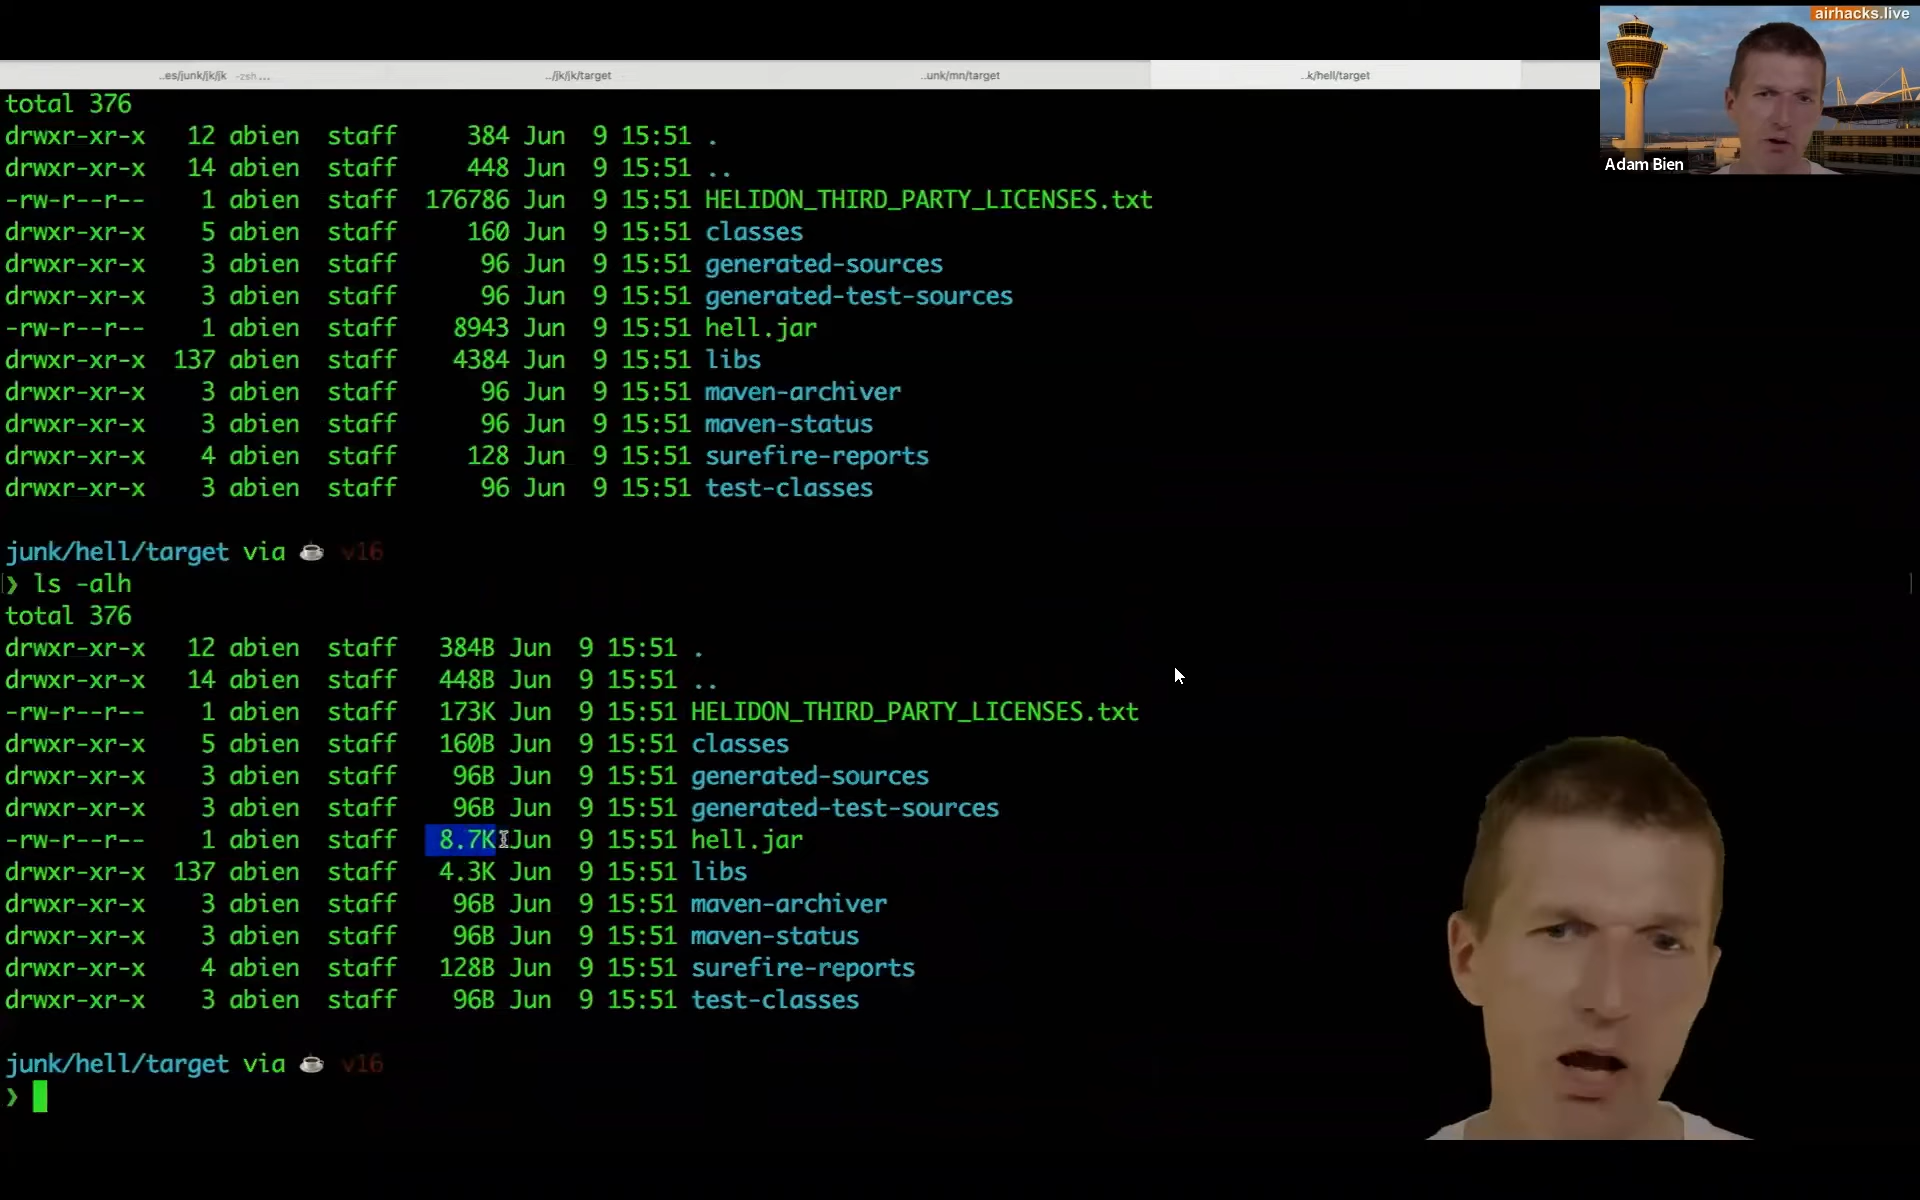 airhacks.live
Adam Bien
..es/junk/jk/jk -zsh... ../jk/jk/target ..unk/mn/target ..k/hell/target
total 376
drwxr-xr-x 12 abien staff 384 Jun 9 15:51 .
drwxr-xr-x 14 abien staff 448 Jun 9 15:51 ..
-rw-r--r-- 1 abien staff 176786 Jun 9 15:51 HELIDON_THIRD_PARTY_LICENSES.txt
drwxr-xr-x 5 abien staff 160 Jun 9 15:51 classes
drwxr-xr-x 3 abien staff 96 Jun 9 15:51 generated-sources
drwxr-xr-x 3 abien staff 96 Jun 9 15:51 generated-test-sources
-rw-r--r-- 1 abien staff 8943 Jun 9 15:51 hell.jar
drwxr-xr-x 137 abien staff 4384 Jun 9 15:51 libs
drwxr-xr-x 3 abien staff 96 Jun 9 15:51 maven-archiver
drwxr-xr-x 3 abien staff 96 Jun 9 15:51 maven-status
drwxr-xr-x 4 abien staff 128 Jun 9 15:51 surefire-reports
drwxr-xr-x 3 abien staff 96 Jun 9 15:51 test-classes
junk/hell/target via ☕ v16
❯ ls -alh
total 376
drwxr-xr-x 12 abien staff 384B Jun 9 15:51 .
drwxr-xr-x 14 abien staff 448B Jun 9 15:51 ..
-rw-r--r-- 1 abien staff 173K Jun 9 15:51 HELIDON_THIRD_PARTY_LICENSES.txt
drwxr-xr-x 5 abien staff 160B Jun 9 15:51 classes
drwxr-xr-x 3 abien staff 96B Jun 9 15:51 generated-sources
drwxr-xr-x 3 abien staff 96B Jun 9 15:51 generated-test-sources
-rw-r--r-- 1 abien staff 8.7K Jun 9 15:51 hell.jar
drwxr-xr-x 137 abien staff 4.3K Jun 9 15:51 libs
drwxr-xr-x 3 abien staff 96B Jun 9 15:51 maven-archiver
drwxr-xr-x 3 abien staff 96B Jun 9 15:51 maven-status
drwxr-xr-x 4 abien staff 128B Jun 9 15:51 surefire-reports
drwxr-xr-x 3 abien staff 96B Jun 9 15:51 test-classes
junk/hell/target via ☕ v16
❯